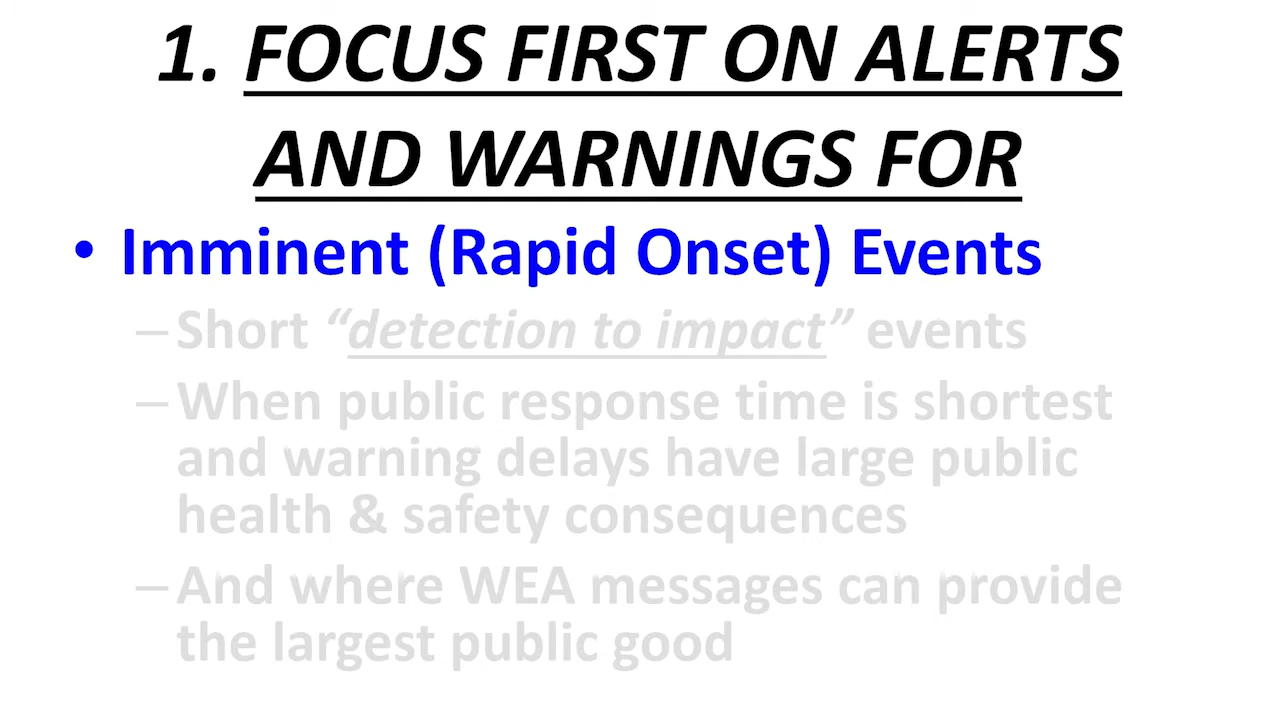 1. FOCUS FIRST ON ALERTS
AND WARNINGS FOR
• Imminent (Rapid Onset) Events
– Short “detection to impact” events
– When public response time is shortest
and warning delays have large public
health & safety consequences
– And where WEA messages can provide
the largest public good